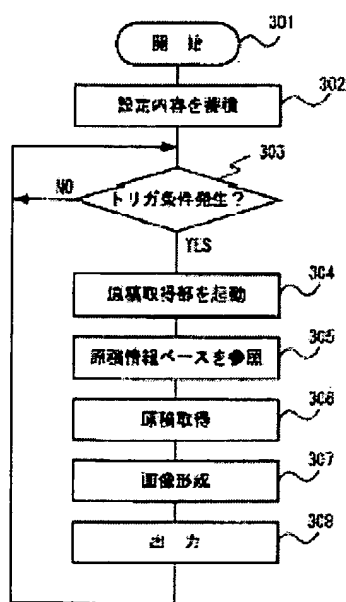 開 始
301
設定内容を蓄積
302
303
トリガ条件発生?
NO
YES
原稿取得部を起動
304
原稿情報ベースを参照
305
原稿取得
306
画像形成
307
出 力
308